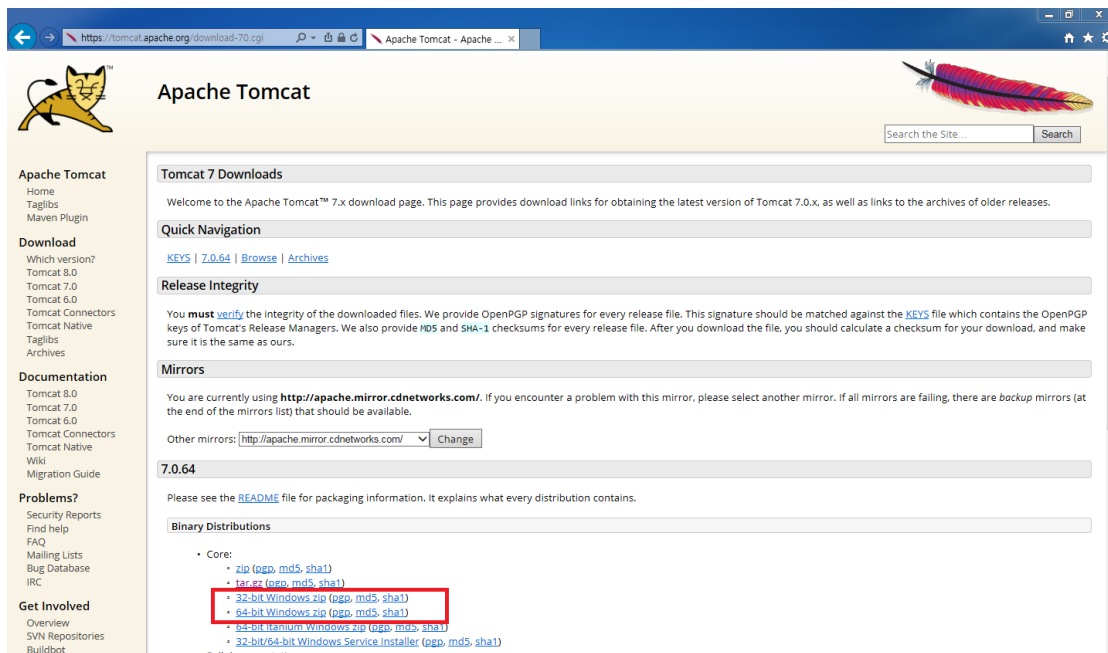 https://tomcat.apache.org/download-70.cgi
Apache Tomcat - Apache ...
TM
Apache Tomcat
Search the Site...
Search
Apache Tomcat
Home
Taglibs
Maven Plugin
Download
Which version?
Tomcat 8.0
Tomcat 7.0
Tomcat 6.0
Tomcat Connectors
Tomcat Native
Taglibs
Archives
Documentation
Tomcat 8.0
Tomcat 7.0
Tomcat 6.0
Tomcat Connectors
Tomcat Native
Wiki
Migration Guide
Problems?
Security Reports
Find help
FAQ
Mailing Lists
Bug Database
IRC
Get Involved
Overview
SVN Repositories
Buildbot
Tomcat 7 Downloads
Welcome to the Apache Tomcat™ 7.x download page. This page provides download links for obtaining the latest version of Tomcat 7.0.x, as well as links to the archives of older releases.
Quick Navigation
KEYS | 7.0.64 | Browse | Archives
Release Integrity
You must verify the integrity of the downloaded files. We provide OpenPGP signatures for every release file. This signature should be matched against the KEYS file which contains the OpenPGP
keys of Tomcat's Release Managers. We also provide MD5 and SHA-1 checksums for every release file. After you download the file, you should calculate a checksum for your download, and make
sure it is the same as ours.
Mirrors
You are currently using http://apache.mirror.cdnetworks.com/. If you encounter a problem with this mirror, please select another mirror. If all mirrors are failing, there are backup mirrors (at
the end of the mirrors list) that should be available.
Other mirrors: http://apache.mirror.cdnetworks.com/ Change
7.0.64
Please see the README file for packaging information. It explains what every distribution contains.
Binary Distributions
• Core:
◦ zip (pgp, md5, sha1)
◦ tar.gz (pgp, md5, sha1)
◦ 32-bit Windows zip (pgp, md5, sha1)
◦ 64-bit Windows zip (pgp, md5, sha1)
◦ 64-bit Itanium Windows zip (pgp, md5, sha1)
◦ 32-bit/64-bit Windows Service Installer (pgp, md5, sha1)